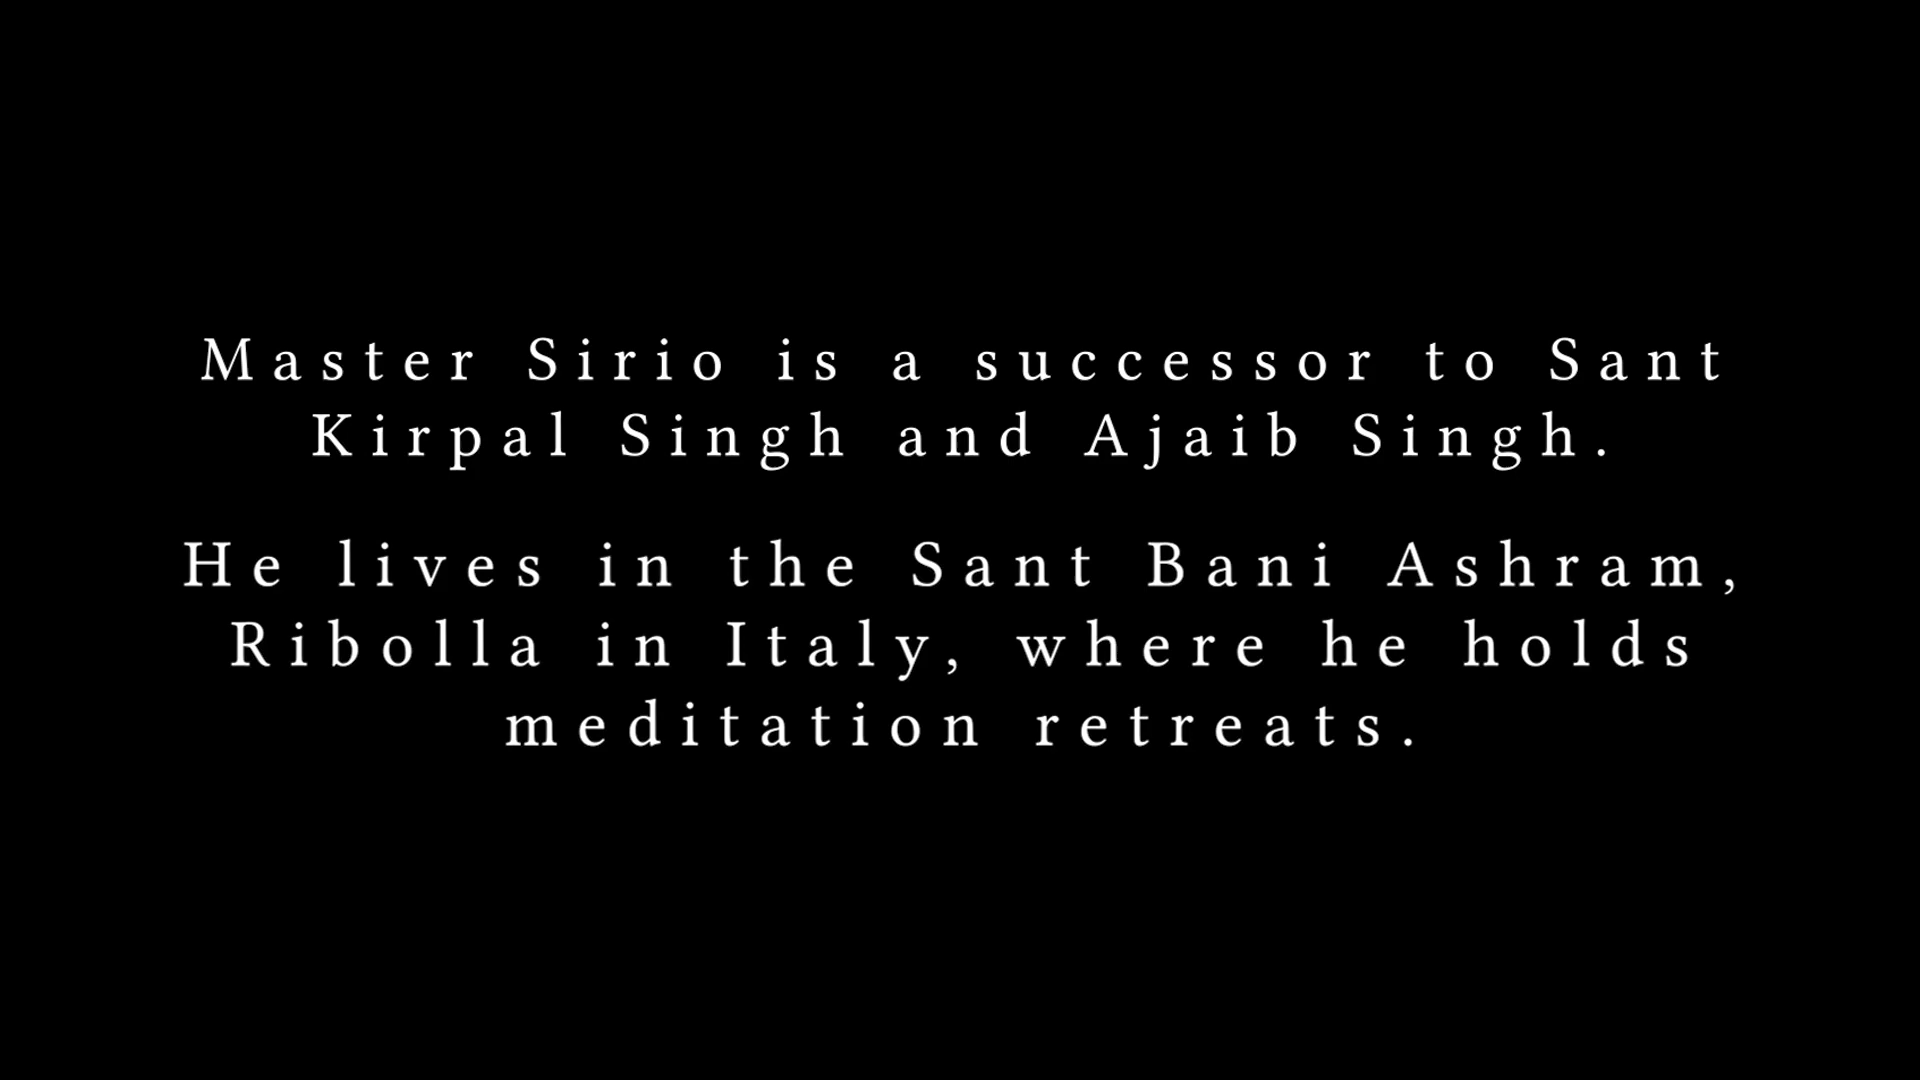 Master Sirio is a successor to Sant
Kirpal Singh and Ajaib Singh.
He lives in the Sant Bani Ashram,
Ribolla in Italy, where he holds
meditation retreats.